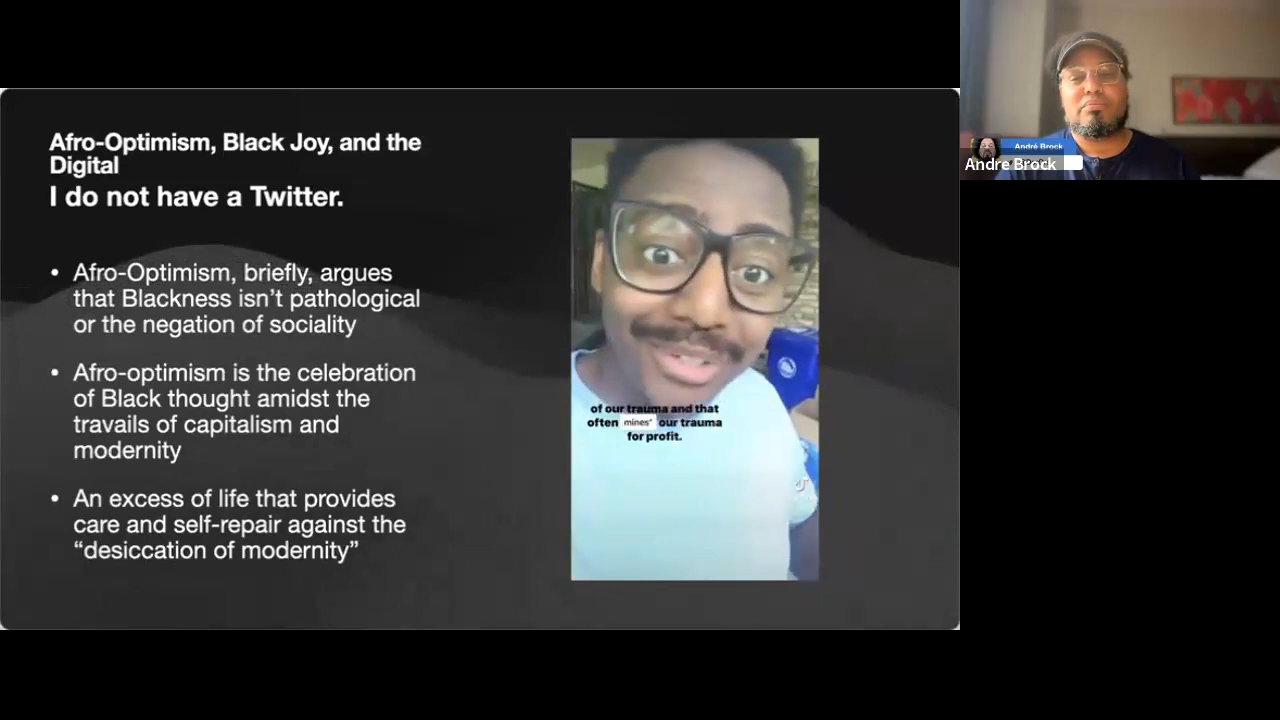 Afro-Optimism, Black Joy, and the
Digital
I do not have a Twitter.
• Afro-Optimism, briefly, argues
that Blackness isn’t pathological
or the negation of sociality
• Afro-optimism is the celebration
of Black thought amidst the
travails of capitalism and
modernity
• An excess of life that provides
care and self-repair against the
“desiccation of modernity”
of our trauma and that
often mines" our trauma
for profit.
André Brock
Andre Brock